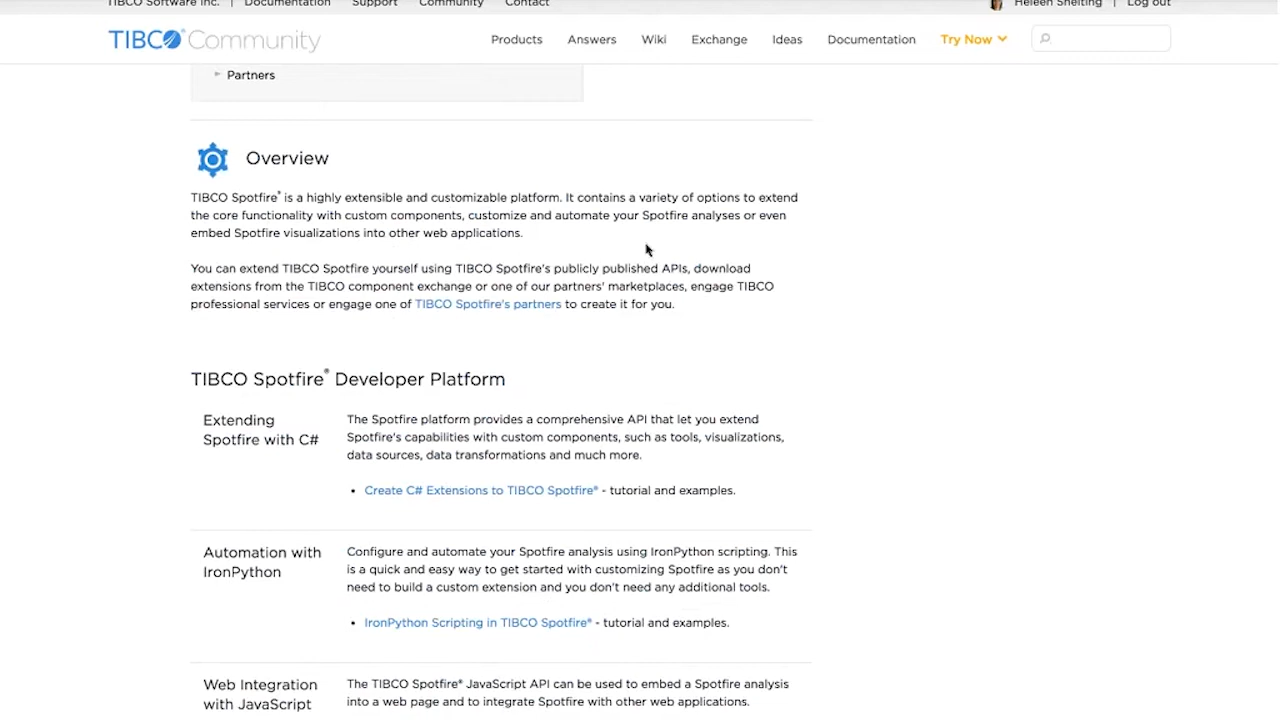 TIBCO Software Inc. | Documentation Support Community Contact Heleen Snelting | Log out
TIBCO® Community Products Answers Wiki Exchange Ideas Documentation Try Now
Partners
Overview
TIBCO Spotfire® is a highly extensible and customizable platform. It contains a variety of options to extend
the core functionality with custom components, customize and automate your Spotfire analyses or even
embed Spotfire visualizations into other web applications.
You can extend TIBCO Spotfire yourself using TIBCO Spotfire's publicly published APIs, download
extensions from the TIBCO component exchange or one of our partners' marketplaces, engage TIBCO
professional services or engage one of TIBCO Spotfire's partners to create it for you.
TIBCO Spotfire® Developer Platform
Extending
Spotfire with C#
The Spotfire platform provides a comprehensive API that let you extend
Spotfire's capabilities with custom components, such as tools, visualizations,
data sources, data transformations and much more.
• Create C# Extensions to TIBCO Spotfire® - tutorial and examples.
Automation with
IronPython
Configure and automate your Spotfire analysis using IronPython scripting. This
is a quick and easy way to get started with customizing Spotfire as you don't
need to build a custom extension and you don't need any additional tools.
• IronPython Scripting in TIBCO Spotfire® - tutorial and examples.
Web Integration
with JavaScript
The TIBCO Spotfire® JavaScript API can be used to embed a Spotfire analysis
into a web page and to integrate Spotfire with other web applications.